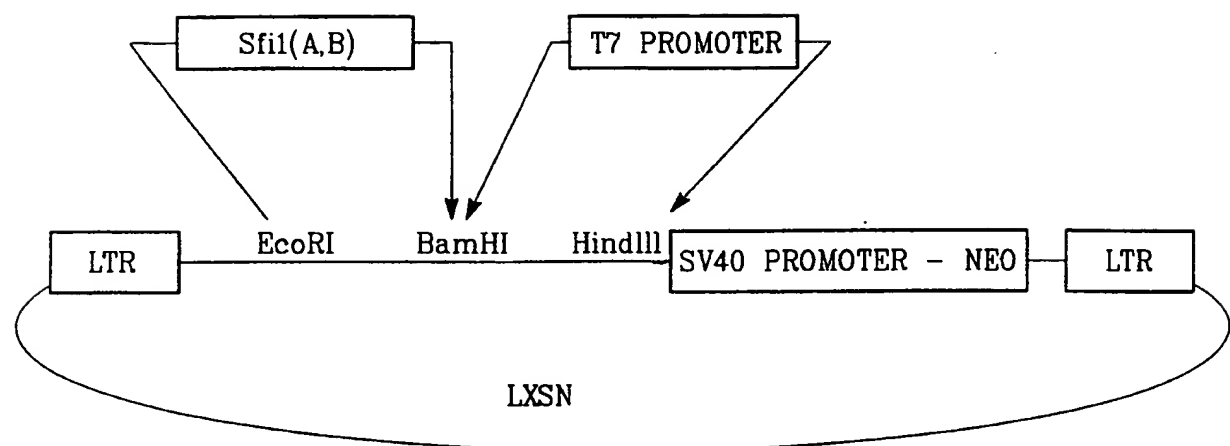 Sfi1(A,B)
T7 PROMOTER
EcoRI BamHI HindIII
LTR SV40 PROMOTER - NEO LTR
LXSN